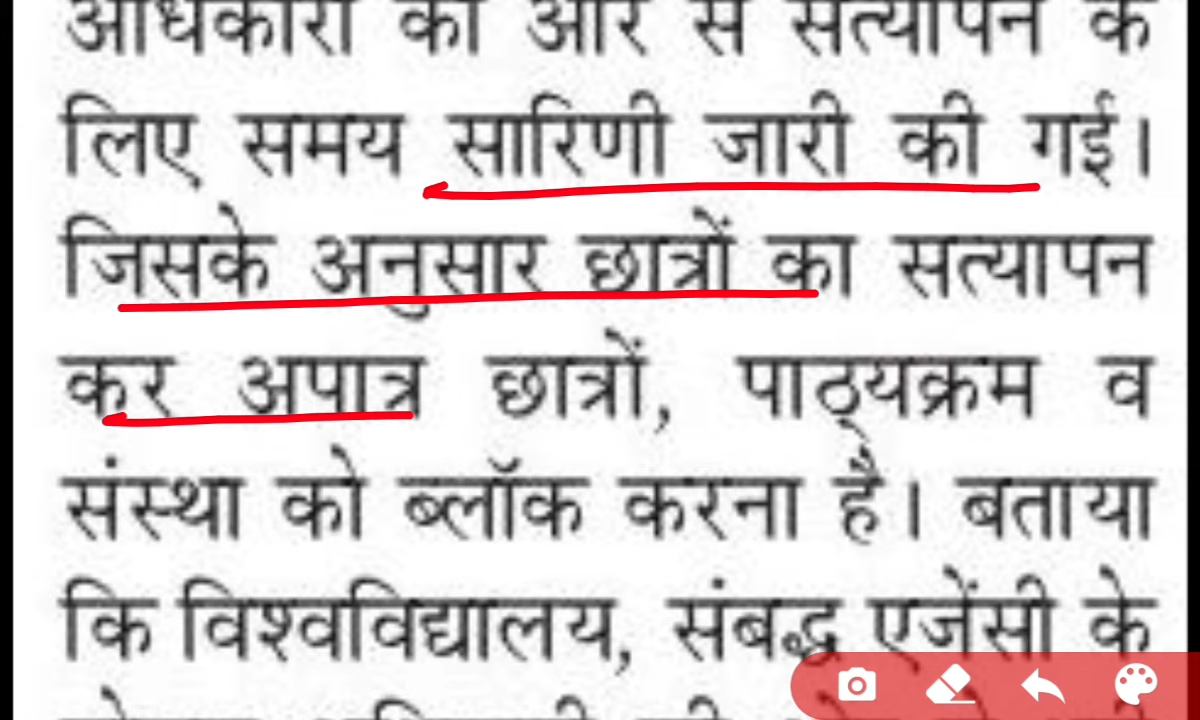 अधिकारी की ओर से सत्यापन के
लिए समय सारिणी जारी की गई।
जिसके अनुसार छात्रों का सत्यापन
कर अपात्र छात्रों, पाठ्यक्रम व
संस्था को ब्लॉक करना है। बताया
कि विश्वविद्यालय, संबद्ध एजेंसी के